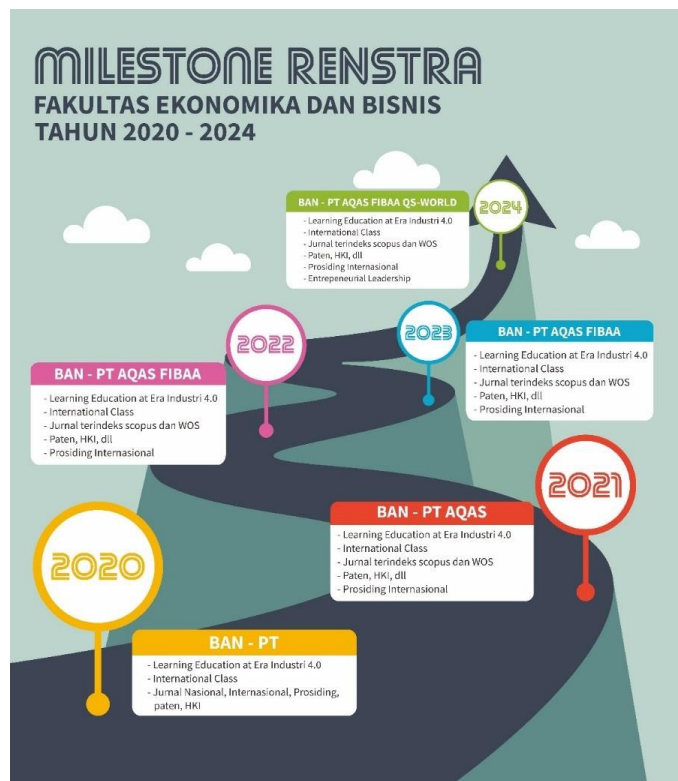 MILESTONE RENSTRA
FAKULTAS EKONOMIKA DAN BISNIS
TAHUN 2020 - 2024
BAN - PT AQAS FIBAA QS-WORLD
2024
- Learning Education at Era Industri 4.0
- International Class
- Jurnal terindeks scopus dan WOS
- Paten, HKI, dll
- Prosiding Internasional
- Entrepeneurial Leadership
2023
BAN - PT AQAS FIBAA
- Learning Education at Era Industri 4.0
- International Class
- Jurnal terindeks scopus dan WOS
- Paten, HKI, dll
- Prosiding Internasional
2022
BAN - PT AQAS FIBAA
- Learning Education at Era Industri 4.0
- International Class
- Jurnal terindeks scopus dan WOS
- Paten, HKI, dll
- Prosiding Internasional
2021
BAN - PT AQAS
- Learning Education at Era Industri 4.0
- International Class
- Jurnal terindeks scopus dan WOS
- Paten, HKI, dll
- Prosiding Internasional
2020
BAN - PT
- Learning Education at Era Industri 4.0
- International Class
- Jurnal Nasional, Internasional, Prosiding,
paten, HKI